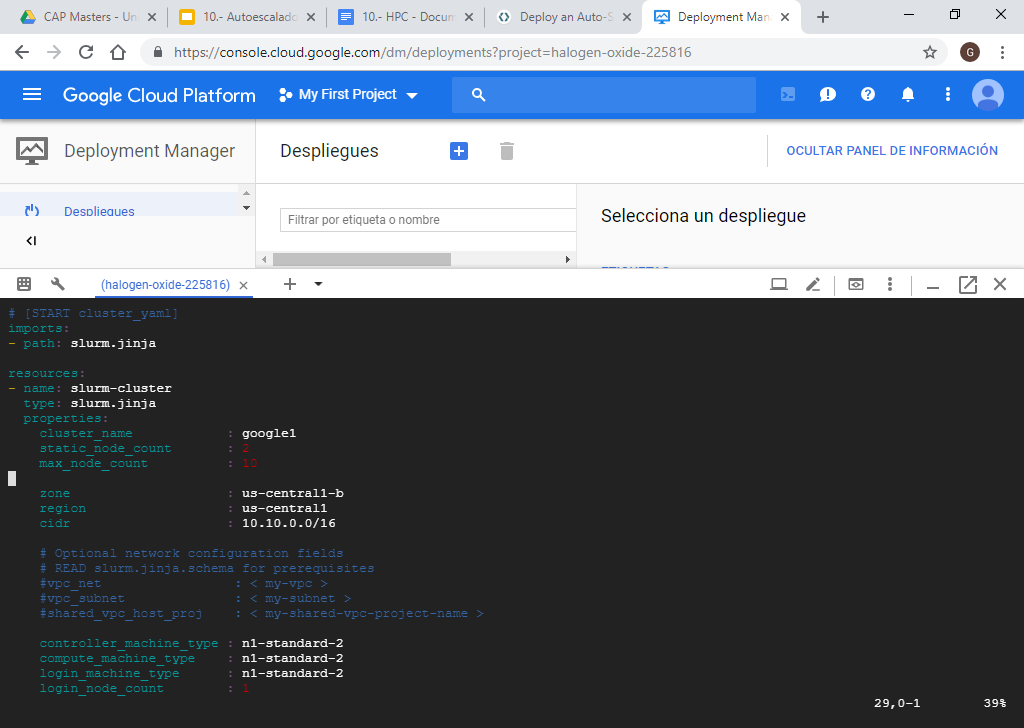 CAP Masters - Un
10.- Autoescalado
10.- HPC - Docum
Deploy an Auto-S
Deployment Man
https://console.cloud.google.com/dm/deployments?project=halogen-oxide-225816
G
Google Cloud Platform
My First Project
Deployment Manager
Despliegues
OCULTAR PANEL DE INFORMACIÓN
Despliegues
Filtrar por etiqueta o nombre
Selecciona un despliegue
ETIQUETAS
(halogen-oxide-225816)
# [START cluster_yaml]
imports:
- path: slurm.jinja
resources:
- name: slurm-cluster
type: slurm.jinja
properties:
cluster_name : google1
static_node_count : 2
max_node_count : 10
zone : us-central1-b
region : us-central1
cidr : 10.10.0.0/16
# Optional network configuration fields
# READ slurm.jinja.schema for prerequisites
#vpc_net : < my-vpc >
#vpc_subnet : < my-subnet >
#shared_vpc_host_proj : < my-shared-vpc-project-name >
controller_machine_type : n1-standard-2
compute_machine_type : n1-standard-2
login_machine_type : n1-standard-2
login_node_count : 1
29,0-1 39%